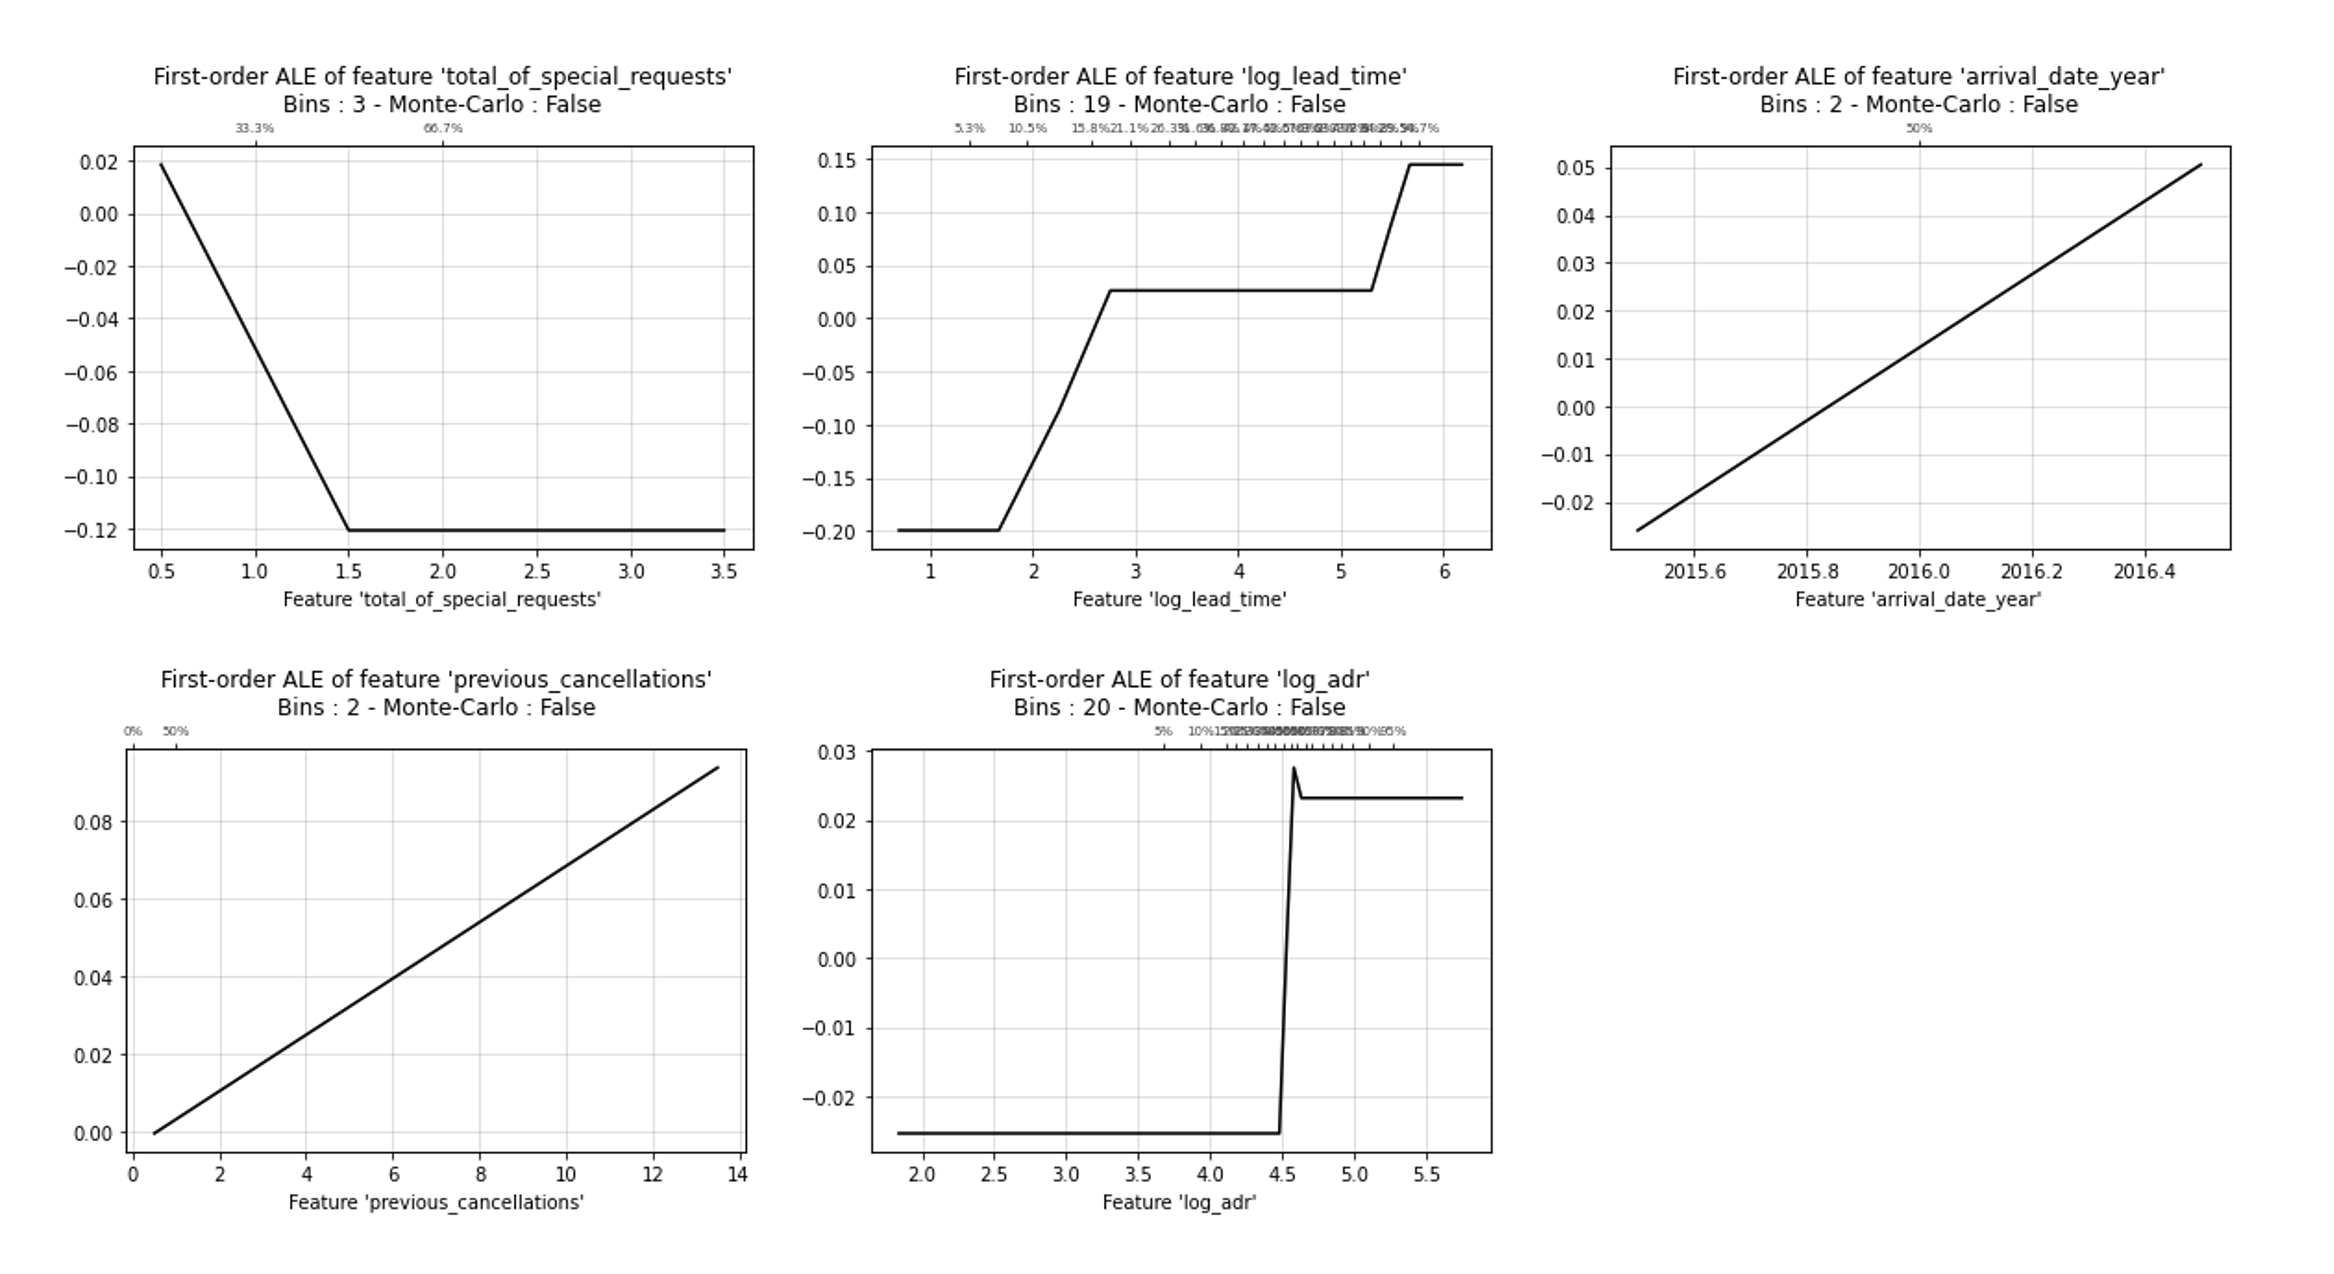 First-order ALE of feature 'total_of_special_requests'
Bins : 3 - Monte-Carlo : False
33.3% 66.7%
0.02
0.00
−0.02
−0.04
−0.06
−0.08
−0.10
−0.12
0.5 1.0 1.5 2.0 2.5 3.0 3.5
Feature 'total_of_special_requests'
First-order ALE of feature 'log_lead_time'
Bins : 19 - Monte-Carlo : False
5.3% 10.5% 15.8% 21.1% 26.3%
0.15
0.10
0.05
0.00
−0.05
−0.10
−0.15
−0.20
1 2 3 4 5 6
Feature 'log_lead_time'
First-order ALE of feature 'arrival_date_year'
Bins : 2 - Monte-Carlo : False
50%
0.05
0.04
0.03
0.02
0.01
0.00
−0.01
−0.02
2015.6 2015.8 2016.0 2016.2 2016.4
Feature 'arrival_date_year'
First-order ALE of feature 'previous_cancellations'
Bins : 2 - Monte-Carlo : False
0% 50%
0.08
0.06
0.04
0.02
0.00
0 2 4 6 8 10 12 14
Feature 'previous_cancellations'
First-order ALE of feature 'log_adr'
Bins : 20 - Monte-Carlo : False
5% 10%
0.03
0.02
0.01
0.00
−0.01
−0.02
2.0 2.5 3.0 3.5 4.0 4.5 5.0 5.5
Feature 'log_adr'